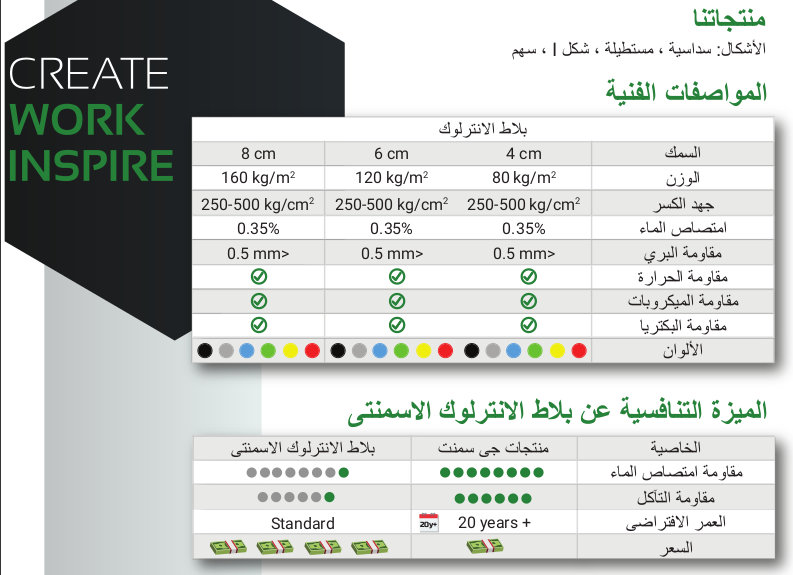 منتجاتنا
الأشكال: سداسية ، مستطيلة ، شكل I ، سهم
المواصفات الفنية
CREATE
WORK
INSPIRE
بلاط الانترلوك
السمك 4 cm 6 cm 8 cm
الوزن 80 kg/m² 120 kg/m² 160 kg/m²
جهد الكسر 250-500 kg/cm² 250-500 kg/cm² 250-500 kg/cm²
امتصاص الماء 0.35% 0.35% 0.35%
مقاومة البري 0.5 mm> 0.5 mm> 0.5 mm>
مقاومة الحرارة
مقاومة الميكروبات
مقاومة البكتريا
الألوان
الميزة التنافسية عن بلاط الانترلوك الاسمنتى
الخاصية منتجات جى سمنت بلاط الانترلوك الاسمنتى
مقاومة امتصاص الماء
مقاومة التآكل
العمر الافتراضى 20 years + 20y+ Standard
السعر